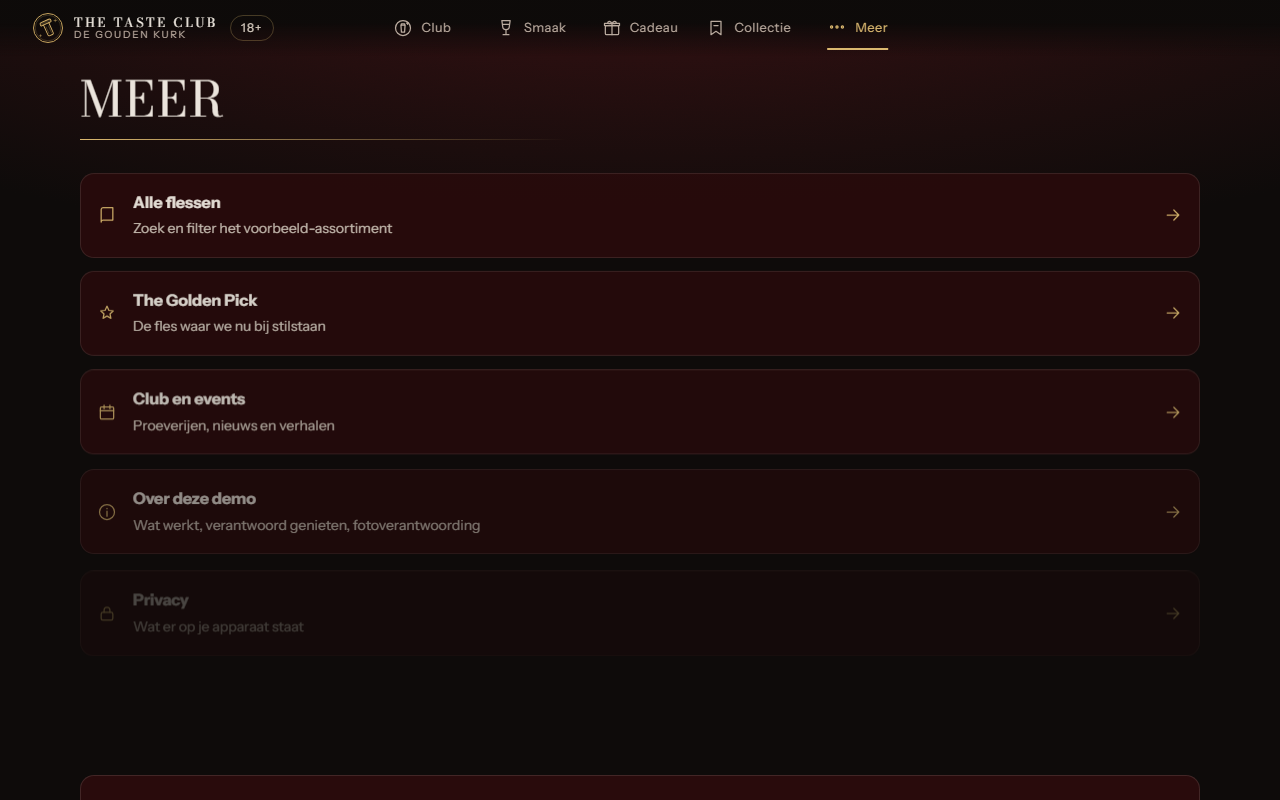 THE TASTE CLUB
DE GOUDEN KURK
18+
Club
Smaak
Cadeau
Collectie
Meer
MEER
Alle flessen
Zoek en filter het voorbeeld-assortiment
The Golden Pick
De fles waar we nu bij stilstaan
Club en events
Proeverijen, nieuws en verhalen
Over deze demo
Wat werkt, verantwoord genieten, fotoverantwoording
Privacy
Wat er op je apparaat staat